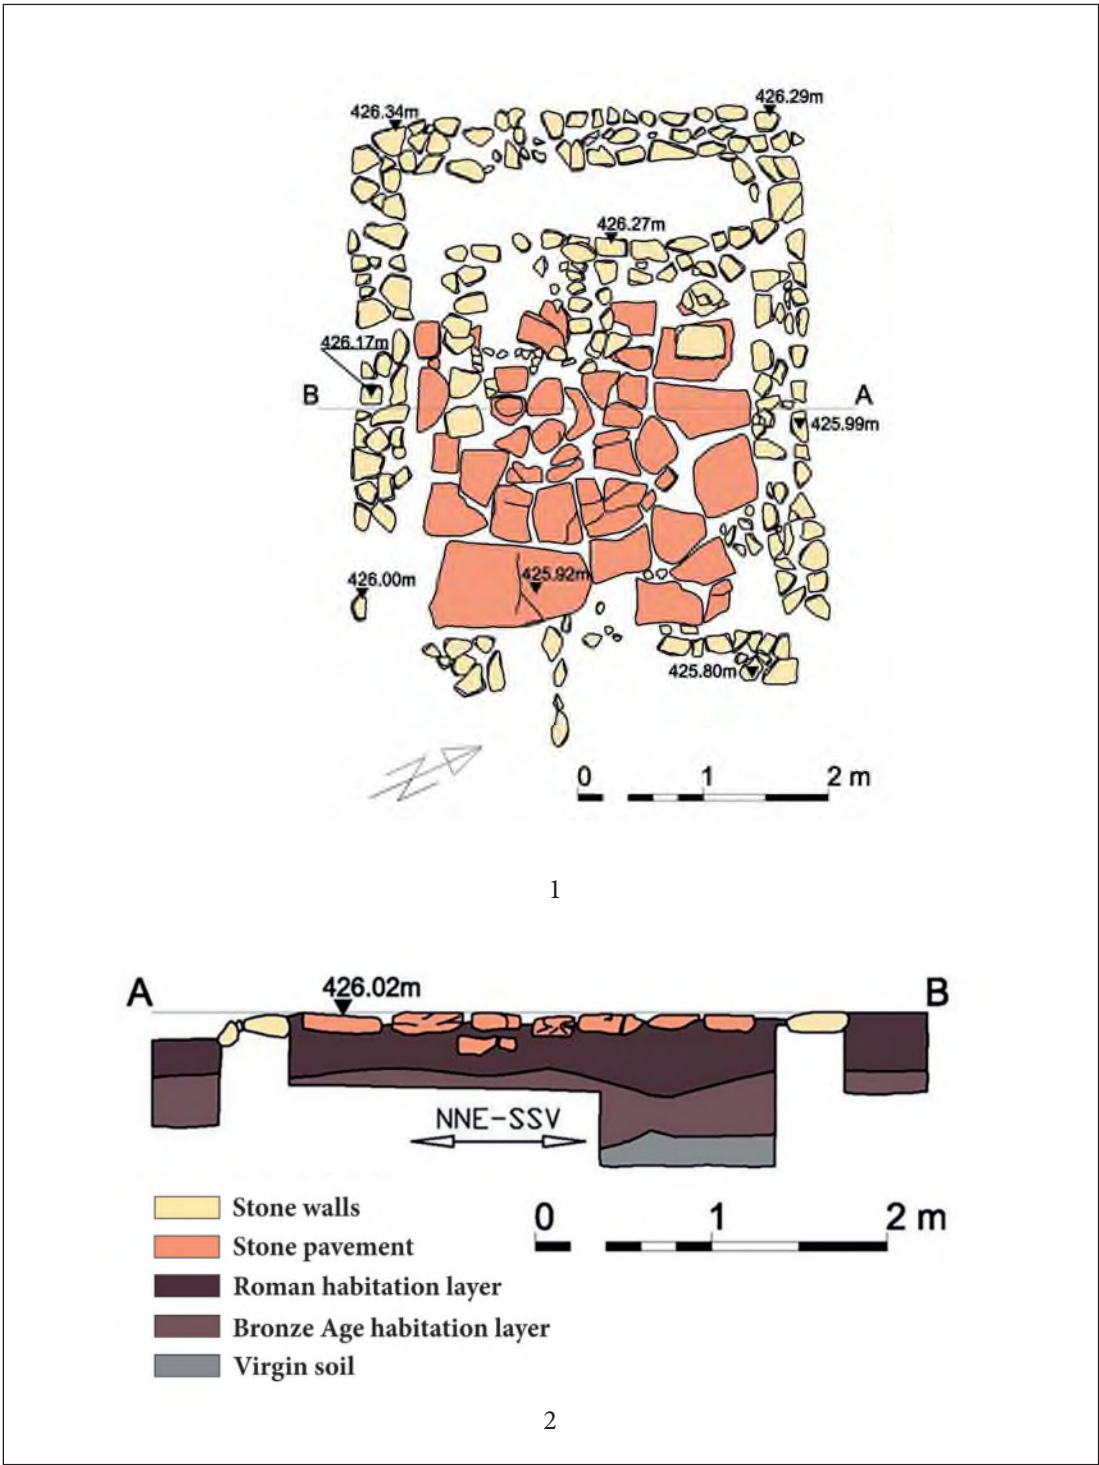 426.34m
426.29m
426.27m
426.17m
B
A
425.99m
426.00m
425.92m
425.80m
0 1 2 m
1
A
426.02m
B
NNE-SSV
Stone walls
0 1 2 m
Stone pavement
Roman habitation layer
Bronze Age habitation layer
Virgin soil
2